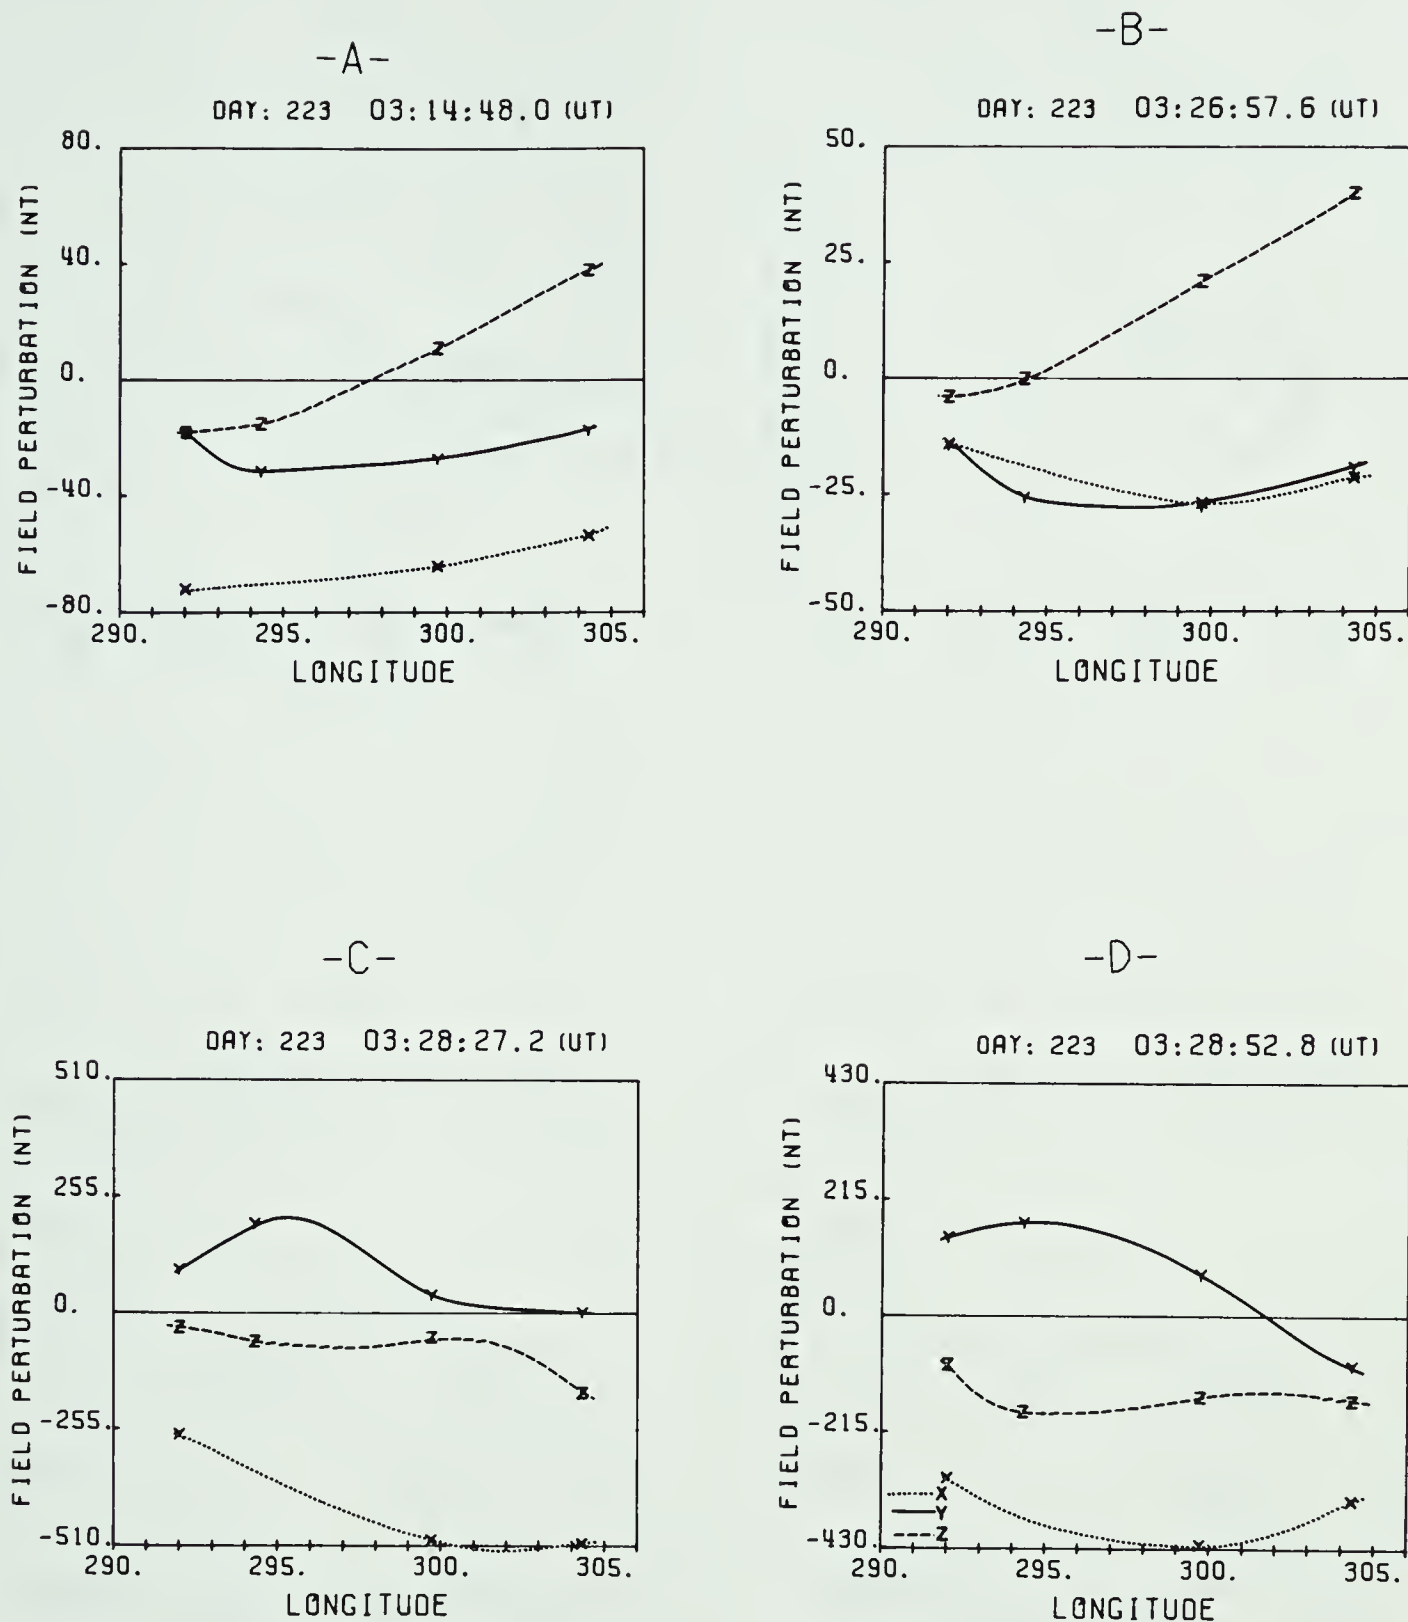 -A-
DAY: 223 03:14:48.0 (UT)
80.
40.
0.
-40.
-80.
FIELD PERTURBATION (NT)
290. 295. 300. 305.
LONGITUDE
-B-
DAY: 223 03:26:57.6 (UT)
50.
25.
0.
-25.
-50.
FIELD PERTURBATION (NT)
290. 295. 300. 305.
LONGITUDE
-C-
DAY: 223 03:28:27.2 (UT)
510.
255.
0.
-255.
-510.
FIELD PERTURBATION (NT)
290. 295. 300. 305.
LONGITUDE
-D-
DAY: 223 03:28:52.8 (UT)
430.
215.
0.
-215.
-430.
FIELD PERTURBATION (NT)
X
Y
Z
290. 295. 300. 305.
LONGITUDE